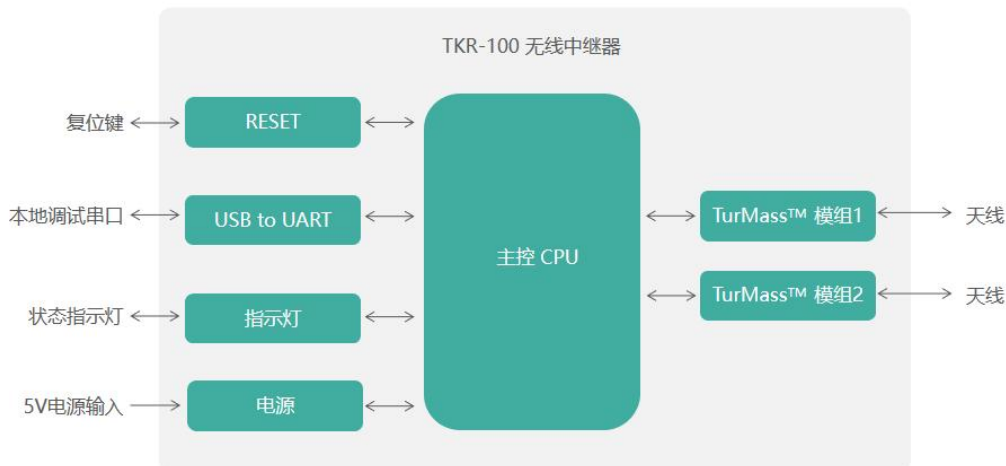 TKR-100 无线中继器
复位键
RESET
本地调试串口
USB to UART
状态指示灯
指示灯
5V电源输入
电源
主控 CPU
TurMass™ 模组1
天线
TurMass™ 模组2
天线